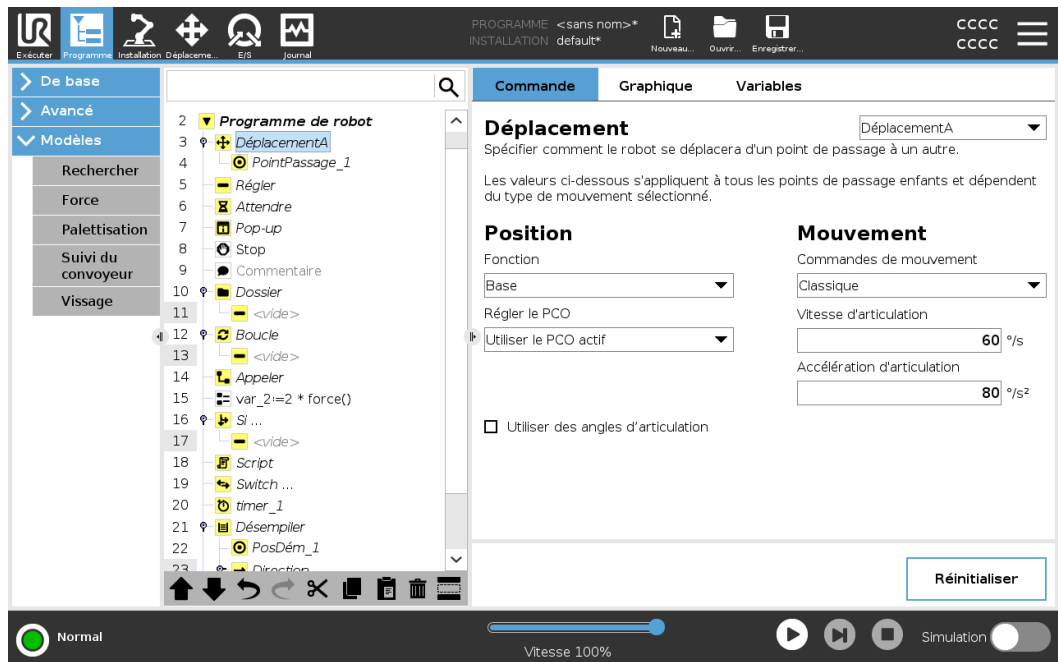 PROGRAMME <sans nom>*
INSTALLATION default*
UR
Exécuter
Programme
Installation
Déplaceme...
E/S
Journal
Nouveau...
Ouvrir...
Enregistrer...
cccc
cccc
De base
Avancé
Modèles
Rechercher
Force
Palettisation
Suivi du
convoyeur
Vissage
2 Programme de robot
3 DéplacementA
4 PointPassage_1
5 Régler
6 Attendre
7 Pop-up
8 Stop
9 Commentaire
10 Dossier
11 <vide>
12 Boucle
13 <vide>
14 Appeler
15 var_2:=2 * force()
16 Si ...
17 <vide>
18 Script
19 Switch ...
20 timer_1
21 Désempiler
22 PosDém_1
23 Direction
Commande
Graphique
Variables
Déplacement
DéplacementA
Spécifier comment le robot se déplacera d'un point de passage à un autre.
Les valeurs ci-dessous s'appliquent à tous les points de passage enfants et dépendent
du type de mouvement sélectionné.
Position
Fonction
Base
Régler le PCO
Utiliser le PCO actif
Utiliser des angles d'articulation
Mouvement
Commandes de mouvement
Classique
Vitesse d'articulation
60 °/s
Accélération d'articulation
80 °/s²
Réinitialiser
Normal
Vitesse 100%
Simulation